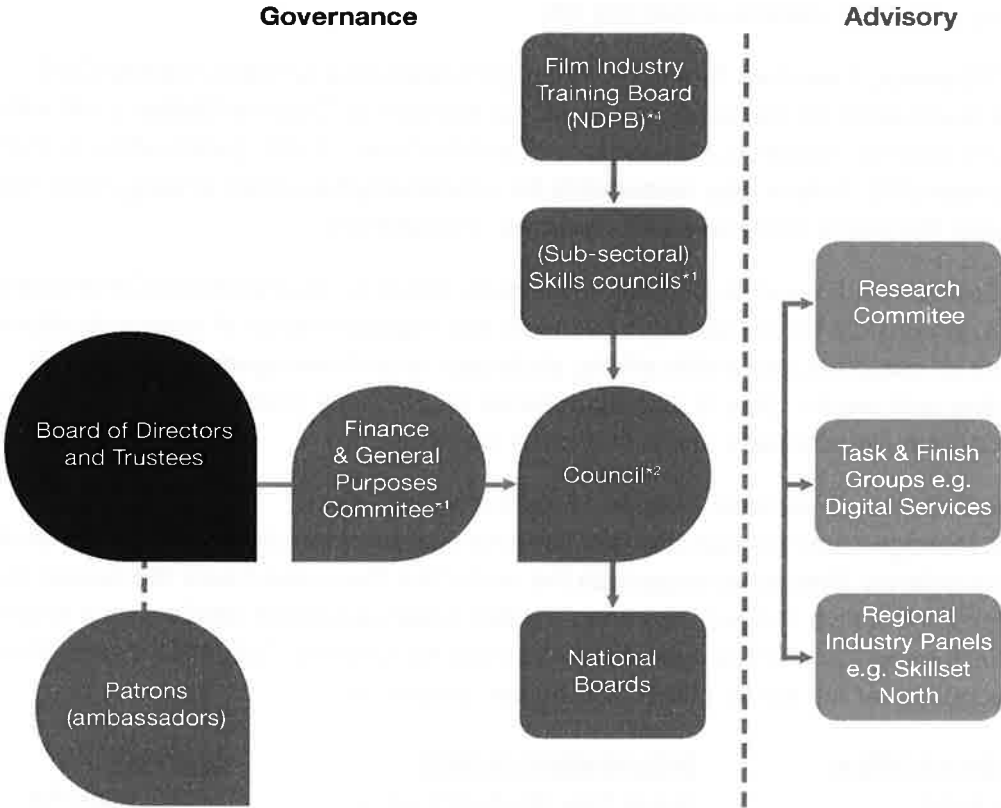 Governance
Film Industry
Training Board
(NDPB)*4
(Sub-sectoral)
Skills councils*1
Board of Directors
and Trustees
Finance
& General
Purposes
Commitee*1
Council*2
Patrons
(ambassadors)
National
Boards
Advisory
Research
Commitee
Task & Finish
Groups e.g.
Digital Services
Regional
Industry Panels
e.g. Skillset
North